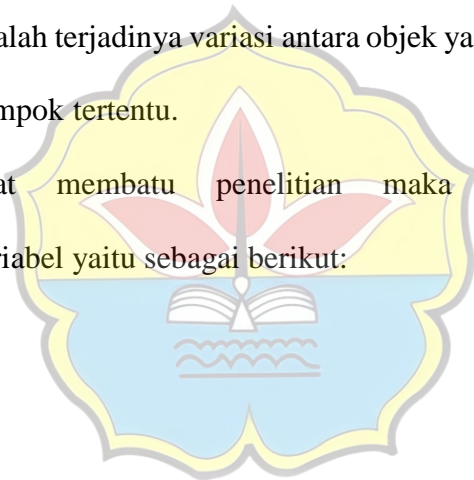 alah terjadinya variasi antara objek ya
mpok tertentu.
at membatu penelitian maka
riabel yaitu sebagai berikut: